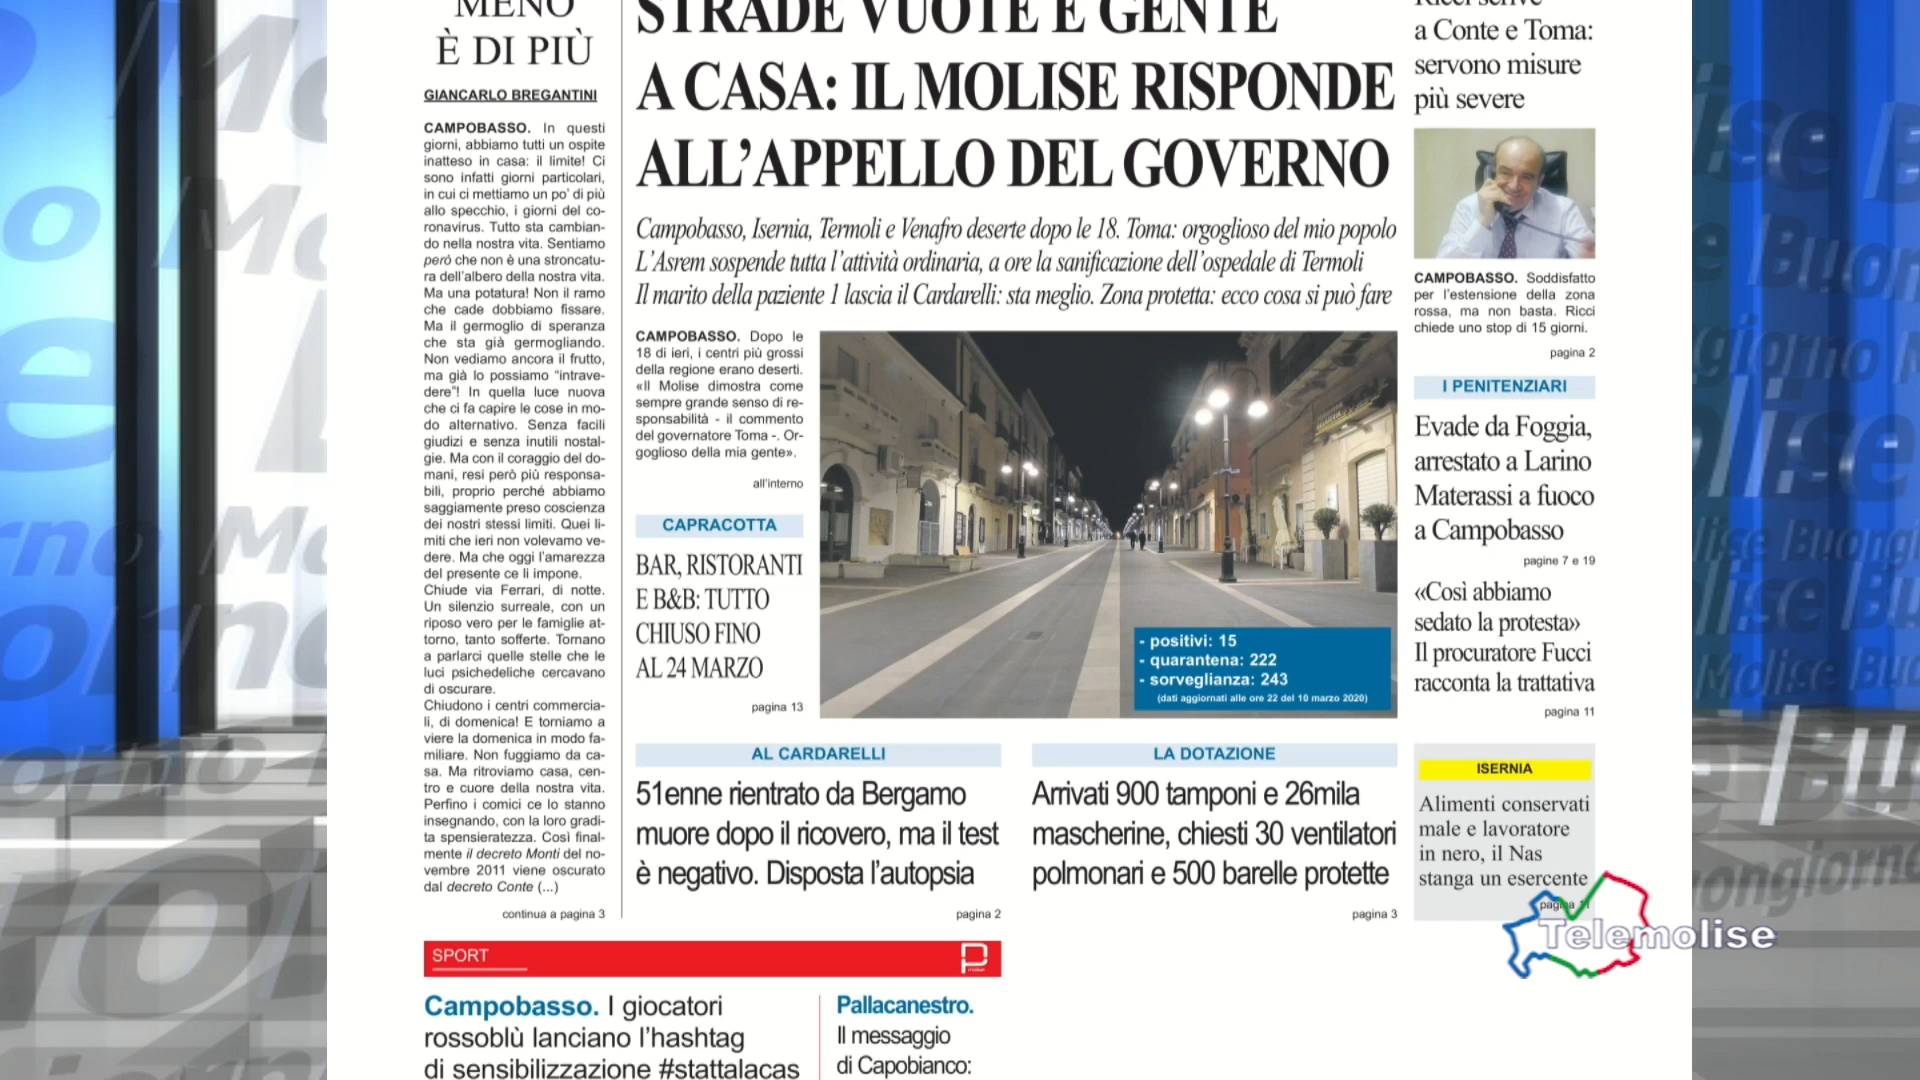 MENO
È DI PIÙ
GIANCARLO BREGANTINI
CAMPOBASSO. In questi
giorni, abbiamo tutti un ospite
inatteso in casa: il limite! Ci
sono infatti giorni particolari,
in cui ci mettiamo un po' di più
allo specchio, i giorni del co-
ronavirus. Tutto sta cambian-
do nella nostra vita. Sentiamo
però che non è una stroncatu-
ra dell'albero della nostra vita.
Ma una potatura! Non il ramo
che cade dobbiamo fissare.
Ma il germoglio di speranza
che sta già germogliando.
Non vediamo ancora il frutto,
ma già lo possiamo "intrave-
dere"! In quella luce nuova
che ci fa capire le cose in mo-
do alternativo. Senza facili
giudizi e senza inutili nostal-
gie. Ma con il coraggio del do-
mani, resi però più responsa-
bili, proprio perché abbiamo
saggiamente preso coscienza
dei nostri stessi limiti. Quei li-
miti che ieri non volevamo ve-
dere. Ma che oggi l'amarezza
del presente ce li impone.
Chiude via Ferrari, di notte.
Un silenzio surreale, con un
riposo vero per le famiglie at-
torno, tanto sofferte. Tornano
a parlarci quelle stelle che le
luci psichedeliche cercavano
di oscurare.
Chiudono i centri commercia-
li, di domenica! E torniamo a
vivere la domenica in modo fa-
miliare. Non fuggiamo da ca-
sa. Ma ritroviamo casa, cen-
tro e cuore della nostra vita.
Perfino i comici ce lo stanno
insegnando, con la loro gradi-
ta spensieratezza. Così final-
mente il decreto Monti del no-
vembre 2011 viene oscurato
dal decreto Conte (...)
continua a pagina 3
STRADE VUOTE E GENTE
A CASA: IL MOLISE RISPONDE
ALL'APPELLO DEL GOVERNO
Campobasso, Isernia, Termoli e Venafro deserte dopo le 18. Toma: orgoglioso del mio popolo
L'Asrem sospende tutta l'attività ordinaria, a ore la sanificazione dell'ospedale di Termoli
Il marito della paziente 1 lascia il Cardarelli: sta meglio. Zona protetta: ecco cosa si può fare
CAMPOBASSO. Dopo le
18 di ieri, i centri più grossi
della regione erano deserti.
«Il Molise dimostra come
sempre grande senso di re-
sponsabilità - il commento
del governatore Toma -. Or-
goglioso della mia gente».
all'interno
CAPRACOTTA
BAR, RISTORANTI
E B&B: TUTTO
CHIUSO FINO
AL 24 MARZO
pagina 13
- positivi: 15
- quarantena: 222
- sorveglianza: 243
(dati aggiornati alle ore 22 del 10 marzo 2020)
AL CARDARELLI
51enne rientrato da Bergamo
muore dopo il ricovero, ma il test
è negativo. Disposta l'autopsia
pagina 2
LA DOTAZIONE
Arrivati 900 tamponi e 26mila
mascherine, chiesti 30 ventilatori
polmonari e 500 barelle protette
pagina 3
Ricci scrive
a Conte e Toma:
servono misure
più severe
CAMPOBASSO. Soddisfatto
per l'estensione della zona
rossa, ma non basta. Ricci
chiede uno stop di 15 giorni.
pagina 2
I PENITENZIARI
Evade da Foggia,
arrestato a Larino
Materassi a fuoco
a Campobasso
pagine 7 e 19
«Così abbiamo
sedato la protesta»
Il procuratore Fucci
racconta la trattativa
pagina 11
ISERNIA
Alimenti conservati
male e lavoratore
in nero, il Nas
stanga un esercente
pagina 11
Telemolise
SPORT
Campobasso. I giocatori
rossoblù lanciano l'hashtag
di sensibilizzazione #stattalacas
Pallacanestro.
Il messaggio
di Capobianco: